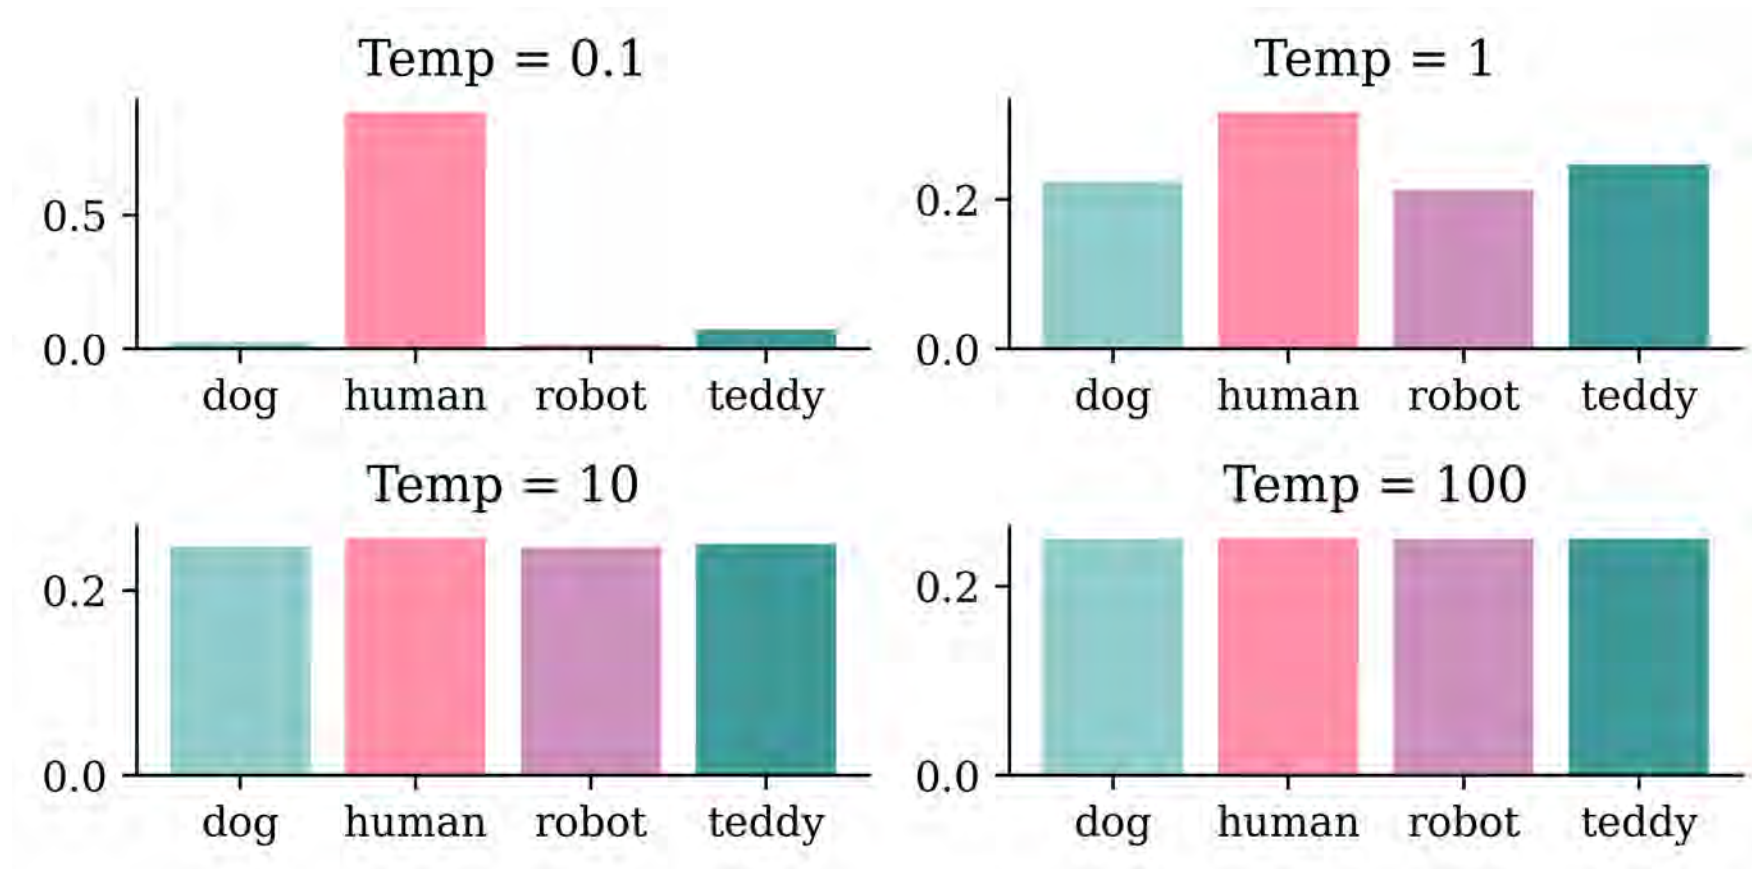 Temp = 0.1
0.5
0.0
dog human robot teddy
Temp = 1
0.2
0.0
dog human robot teddy
Temp = 10
0.2
0.0
dog human robot teddy
Temp = 100
0.2
0.0
dog human robot teddy